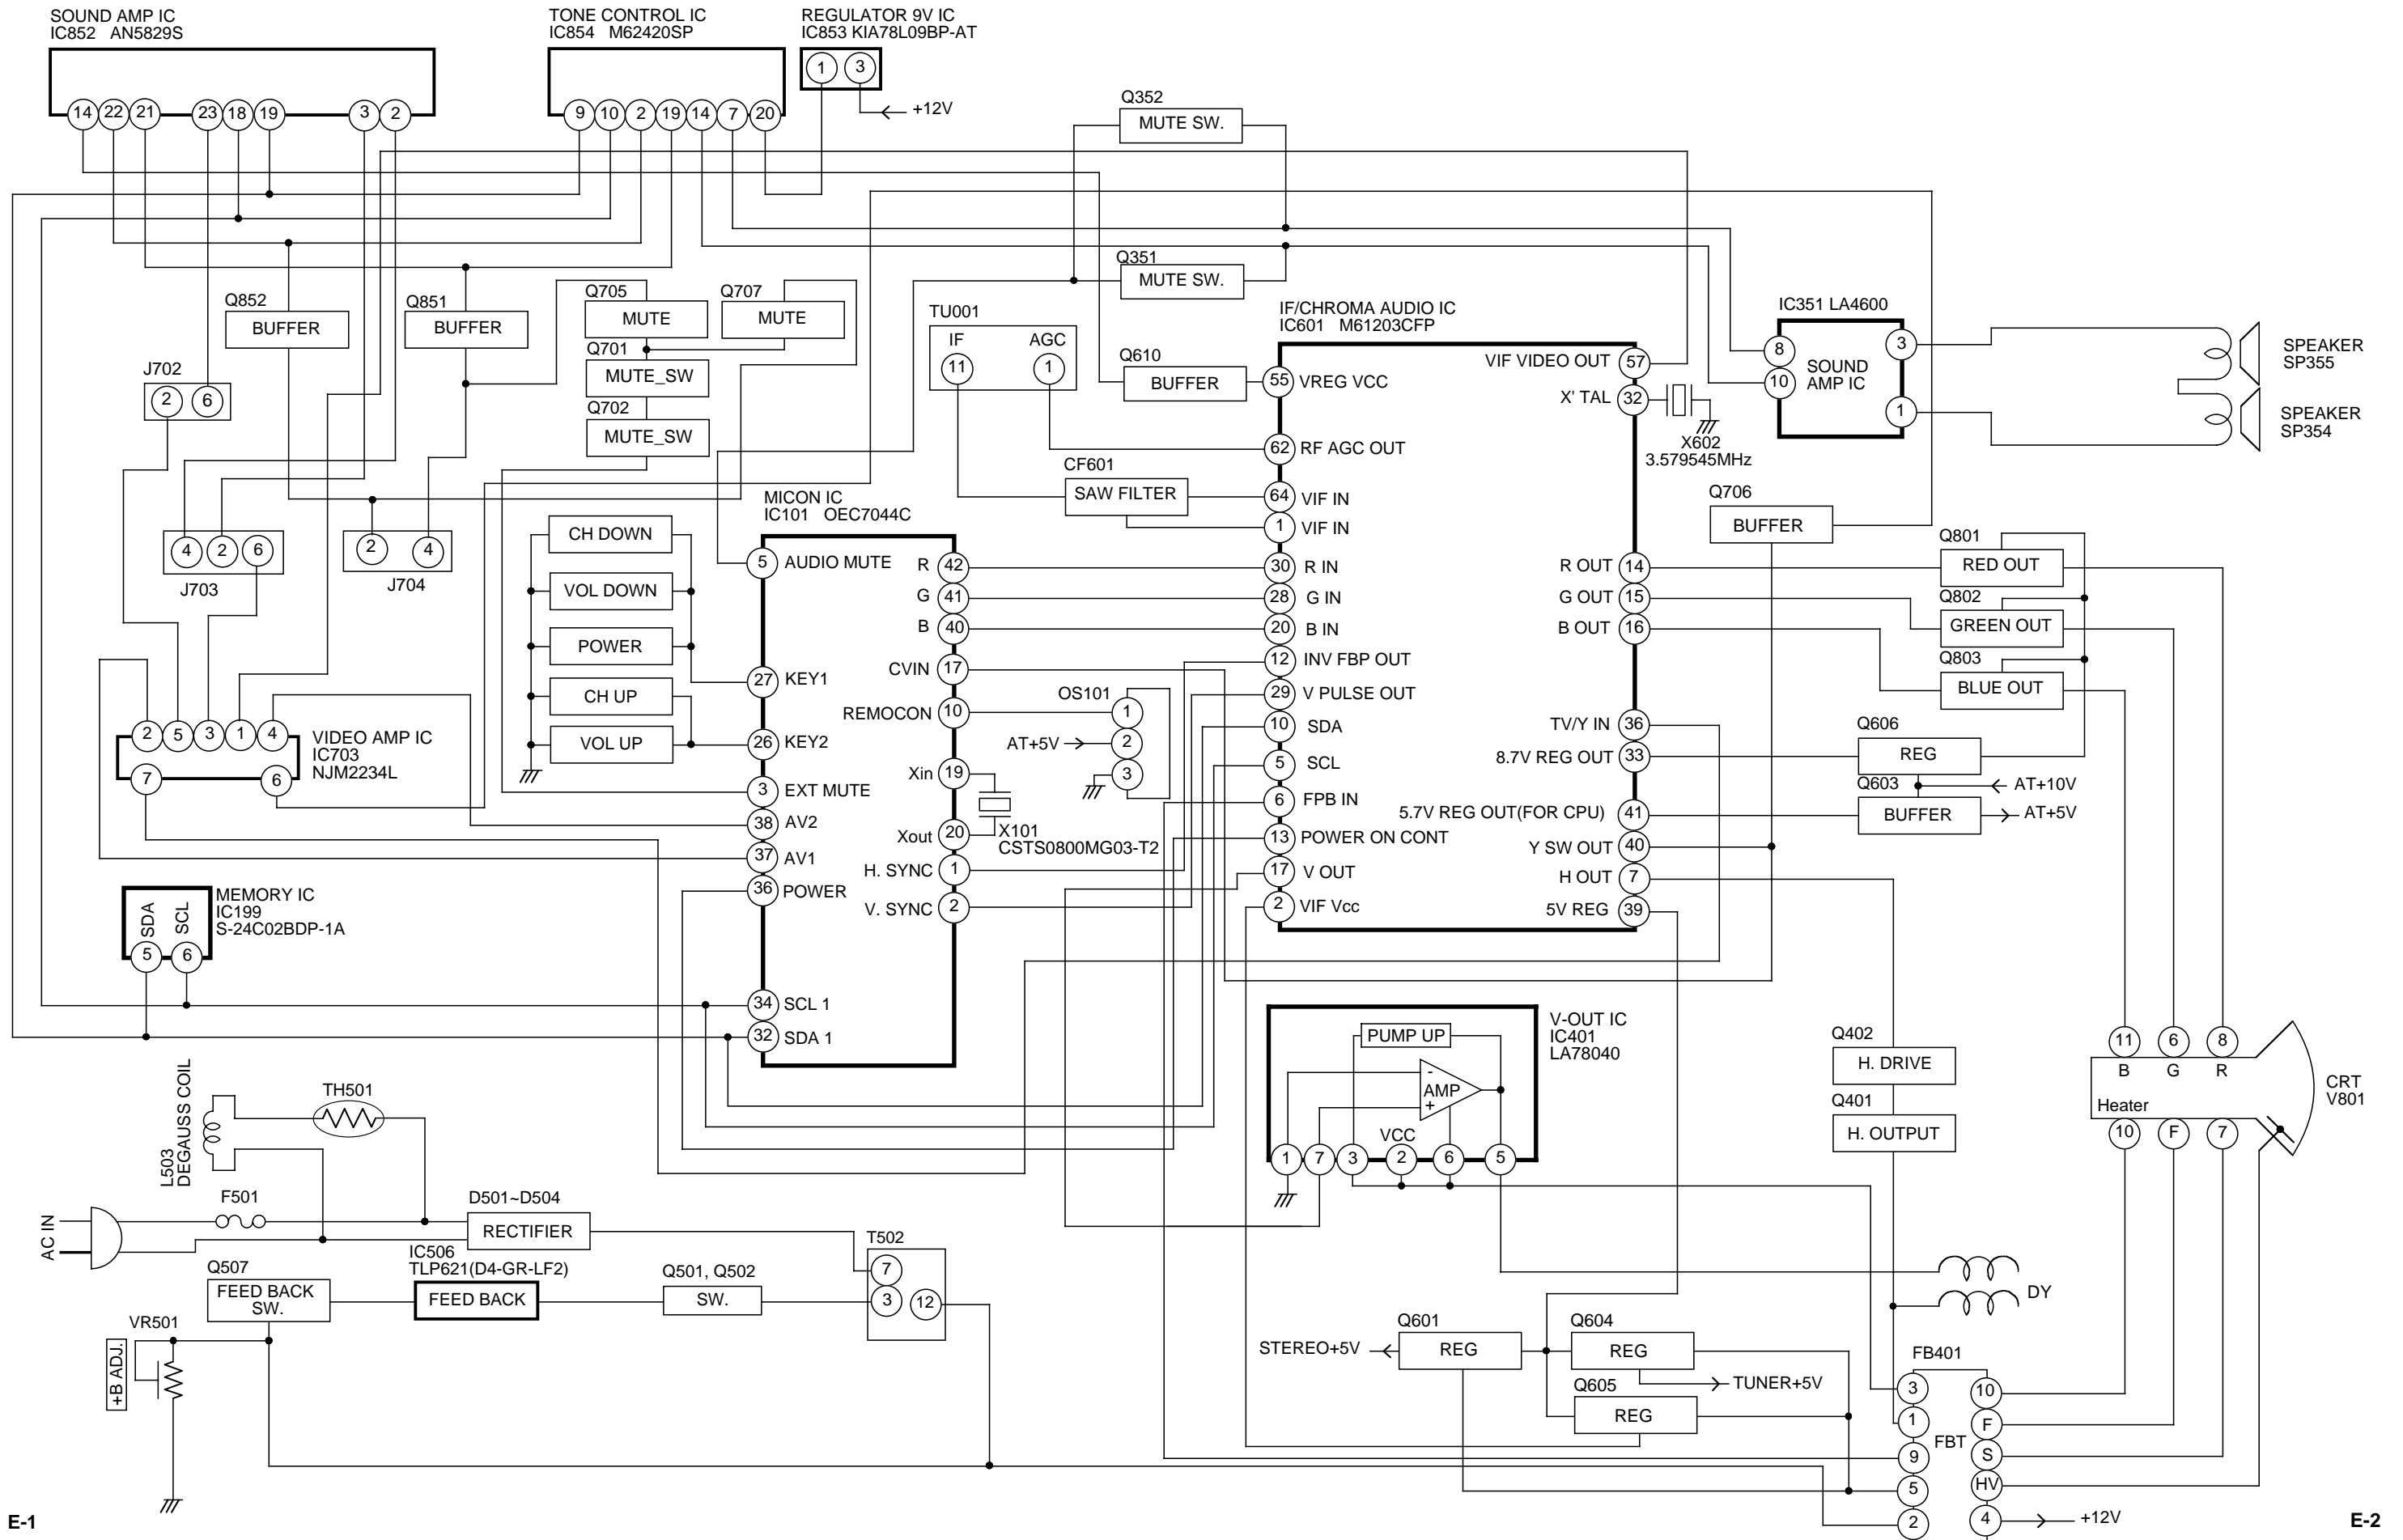 SOUND AMP IC
IC852 AN5829S
14 22 21 23 18 19 3 2
TONE CONTROL IC
IC854 M62420SP
9 10 2 19 14 7 20
REGULATOR 9V IC
IC853 KIA78L09BP-AT
1 3
+12V
Q352
MUTE SW.
Q351
MUTE SW.
Q852
BUFFER
Q851
BUFFER
Q705
MUTE
Q707
MUTE
Q701
MUTE_SW
Q702
MUTE_SW
J702
2 6
4 2 6
J703
2 4
J704
TU001
IF AGC
11 1
Q610
BUFFER
CF601
SAW FILTER
IF/CHROMA AUDIO IC
IC601 M61203CFP
55 VREG VCC
62 RF AGC OUT
64 VIF IN
1 VIF IN
30 R IN
28 G IN
20 B IN
12 INV FBP OUT
29 V PULSE OUT
10 SDA
5 SCL
6 FPB IN
13 POWER ON CONT
17 V OUT
2 VIF Vcc
VIF VIDEO OUT 57
X' TAL 32
X602
3.579545MHz
R OUT 14
G OUT 15
B OUT 16
TV/Y IN 36
8.7V REG OUT 33
5.7V REG OUT(FOR CPU) 41
Y SW OUT 40
H OUT 7
5V REG 39
IC351 LA4600
8
10
SOUND
AMP IC
3
1
SPEAKER
SP355
SPEAKER
SP354
Q706
BUFFER
Q801
RED OUT
Q802
GREEN OUT
Q803
BLUE OUT
Q606
REG
AT+10V
Q603
BUFFER
AT+5V
MICON IC
IC101 OEC7044C
5 AUDIO MUTE
27 KEY1
26 KEY2
3 EXT MUTE
38 AV2
37 AV1
36 POWER
34 SCL 1
32 SDA 1
R 42
G 41
B 40
CVIN 17
REMOCON 10
Xin 19
Xout 20
H. SYNC 1
V. SYNC 2
X101
CSTS0800MG03-T2
OS101
1
AT+5V 2
3
CH DOWN
VOL DOWN
POWER
CH UP
VOL UP
2 5 3 1 4
7 6
VIDEO AMP IC
IC703
NJM2234L
SDA SCL
5 6
MEMORY IC
IC199
S-24C02BDP-1A
V-OUT IC
IC401
LA78040
PUMP UP
-
AMP
+
VCC
1 7 3 2 6 5
Q402
H. DRIVE
Q401
H. OUTPUT
11 6 8
B G R
Heater
10 F 7
CRT
V801
L503
DEGAUSS COIL
TH501
AC IN
F501
D501~D504
RECTIFIER
Q507
FEED BACK
SW.
IC506
TLP621(D4-GR-LF2)
FEED BACK
Q501, Q502
SW.
T502
7
3 12
VR501
+B ADJ.
DY
STEREO+5V
Q601
REG
Q604
REG
TUNER+5V
Q605
REG
FB401
3
1
9
5
2
FBT
10
F
S
HV
4
+12V
E-1
E-2